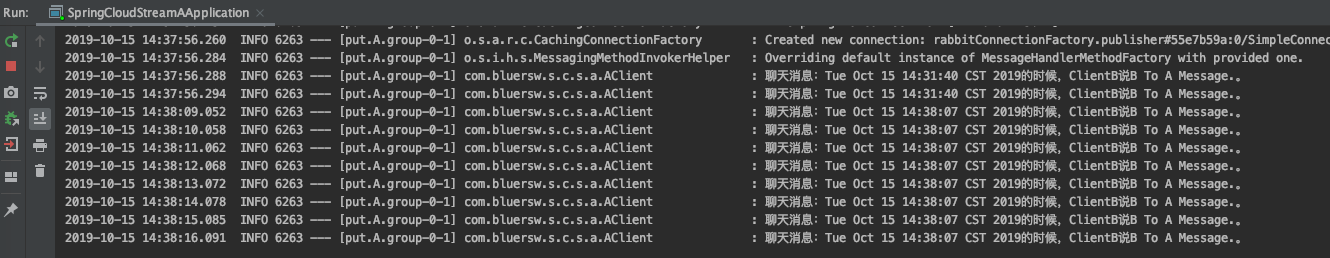 Run: SpringCloudStreamAApplication ×
2019-10-15 14:37:56.260 INFO 6263 --- [put.A.group-0-1] o.s.a.r.c.CachingConnectionFactory : Created new connection: rabbitConnectionFactory.publisher#55e7b59a:0/SimpleConnec
2019-10-15 14:37:56.284 INFO 6263 --- [put.A.group-0-1] o.s.i.h.s.MessagingMethodInvokerHelper : Overriding default instance of MessageHandlerMethodFactory with provided one.
2019-10-15 14:37:56.288 INFO 6263 --- [put.A.group-0-1] com.bluersw.s.c.s.a.AClient : 聊天消息：Tue Oct 15 14:31:40 CST 2019的时候，ClientB说B To A Message.。
2019-10-15 14:37:56.294 INFO 6263 --- [put.A.group-0-1] com.bluersw.s.c.s.a.AClient : 聊天消息：Tue Oct 15 14:31:40 CST 2019的时候，ClientB说B To A Message.。
2019-10-15 14:38:09.052 INFO 6263 --- [put.A.group-0-1] com.bluersw.s.c.s.a.AClient : 聊天消息：Tue Oct 15 14:38:07 CST 2019的时候，ClientB说B To A Message.。
2019-10-15 14:38:10.058 INFO 6263 --- [put.A.group-0-1] com.bluersw.s.c.s.a.AClient : 聊天消息：Tue Oct 15 14:38:07 CST 2019的时候，ClientB说B To A Message.。
2019-10-15 14:38:11.062 INFO 6263 --- [put.A.group-0-1] com.bluersw.s.c.s.a.AClient : 聊天消息：Tue Oct 15 14:38:07 CST 2019的时候，ClientB说B To A Message.。
2019-10-15 14:38:12.068 INFO 6263 --- [put.A.group-0-1] com.bluersw.s.c.s.a.AClient : 聊天消息：Tue Oct 15 14:38:07 CST 2019的时候，ClientB说B To A Message.。
2019-10-15 14:38:13.072 INFO 6263 --- [put.A.group-0-1] com.bluersw.s.c.s.a.AClient : 聊天消息：Tue Oct 15 14:38:07 CST 2019的时候，ClientB说B To A Message.。
2019-10-15 14:38:14.078 INFO 6263 --- [put.A.group-0-1] com.bluersw.s.c.s.a.AClient : 聊天消息：Tue Oct 15 14:38:07 CST 2019的时候，ClientB说B To A Message.。
2019-10-15 14:38:15.085 INFO 6263 --- [put.A.group-0-1] com.bluersw.s.c.s.a.AClient : 聊天消息：Tue Oct 15 14:38:07 CST 2019的时候，ClientB说B To A Message.。
2019-10-15 14:38:16.091 INFO 6263 --- [put.A.group-0-1] com.bluersw.s.c.s.a.AClient : 聊天消息：Tue Oct 15 14:38:07 CST 2019的时候，ClientB说B To A Message.。